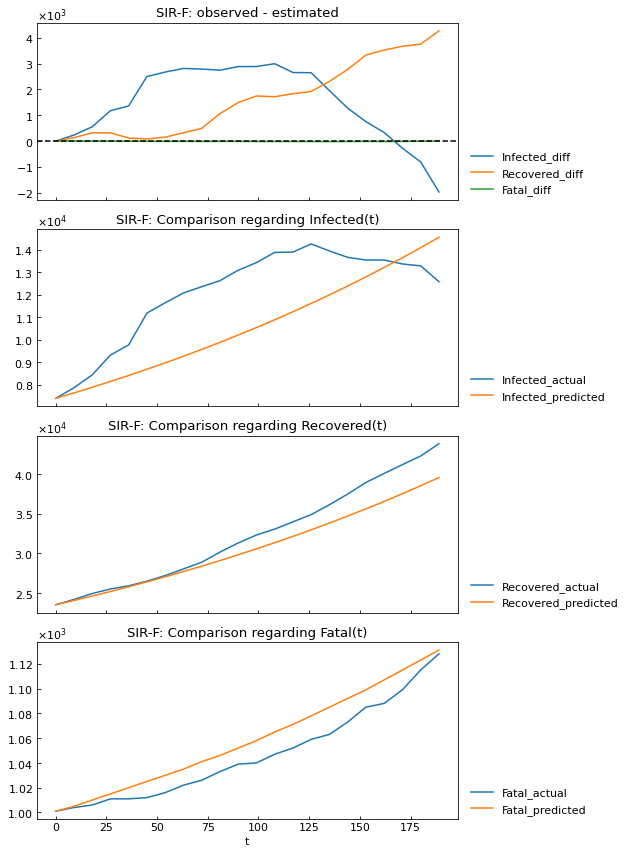 SIR-F: observed - estimated
×10³
4
3
2
1
0
−1
−2
Infected_diff
Recovered_diff
Fatal_diff
SIR-F: Comparison regarding Infected(t)
×10⁴
1.4
1.3
1.2
1.1
1.0
0.9
0.8
Infected_actual
Infected_predicted
SIR-F: Comparison regarding Recovered(t)
×10⁴
4.0
3.5
3.0
2.5
Recovered_actual
Recovered_predicted
SIR-F: Comparison regarding Fatal(t)
×10³
1.12
1.10
1.08
1.06
1.04
1.02
1.00
Fatal_actual
Fatal_predicted
0 25 50 75 100 125 150 175
t